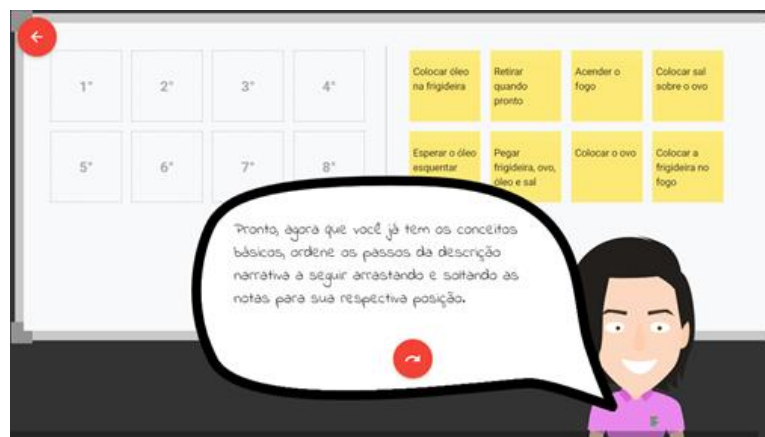 1°
2°
3°
4°
5°
6°
7°
8°
Colocar óleo
na frigideira
Retirar
quando
pronto
Acender o
fogo
Colocar sal
sobre o ovo
Esperar o óleo
esquentar
Pegar
frigideira, ovo,
óleo e sal
Colocar o ovo
Colocar a
frigideira no
fogo
Pronto, agora que você já tem os conceitos
básicos, ordene os passos da descrição
narrativa a seguir arrastando e soltando as
notas para sua respectiva posição.